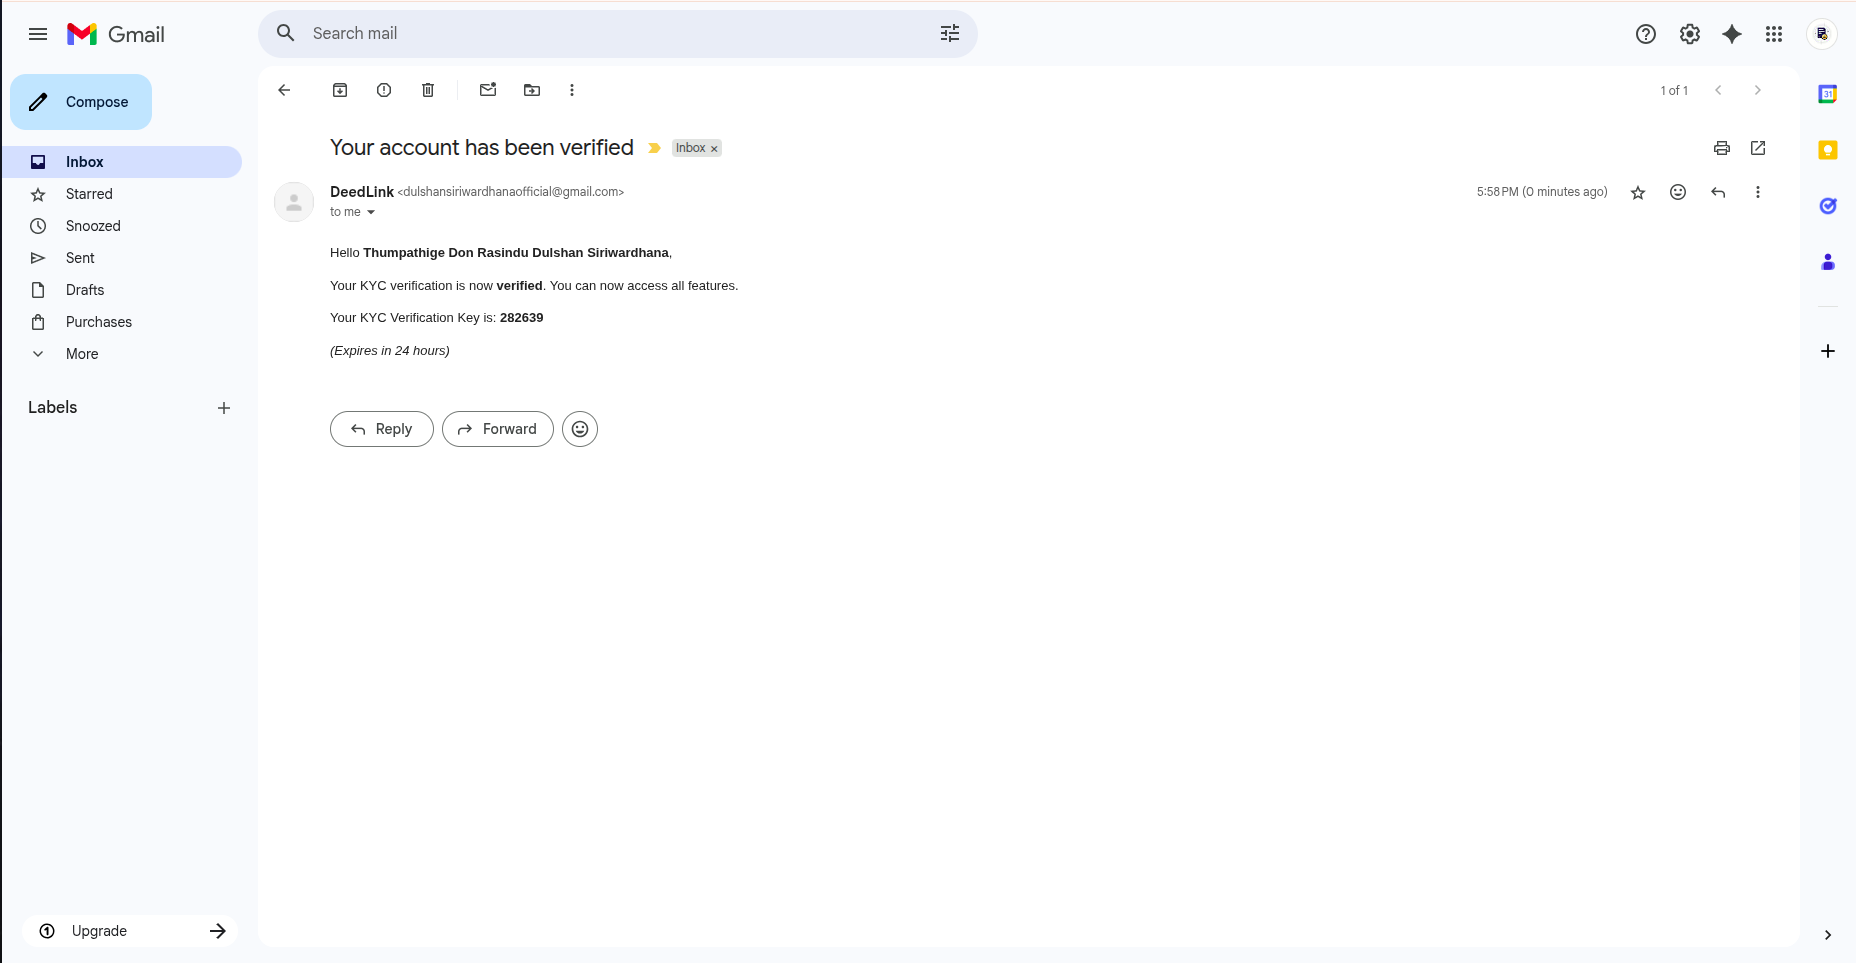 Gmail
Search mail
Compose
Inbox
Starred
Snoozed
Sent
Drafts
Purchases
More
Labels
Upgrade
1 of 1
Your account has been verified
Inbox ×
DeedLink <dulshansiriwardhanaofficial@gmail.com>
5:58 PM (0 minutes ago)
to me
Hello Thumpathige Don Rasindu Dulshan Siriwardhana,
Your KYC verification is now verified. You can now access all features.
Your KYC Verification Key is: 282639
(Expires in 24 hours)
Reply
Forward
31